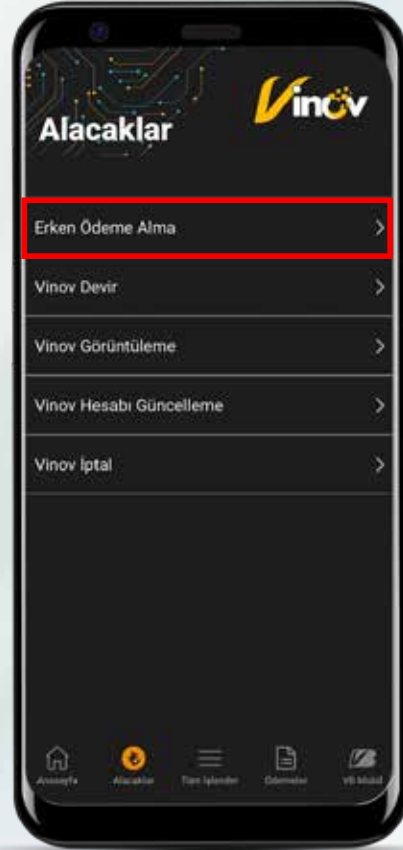 Vinov
Alacaklar
Erken Ödeme Alma
Vinov Devir
Vinov Görüntüleme
Vinov Hesabı Güncelleme
Vinov İptal
Anasayfa Alacaklar Tüm İşlemler Ödemeler VB Mobil